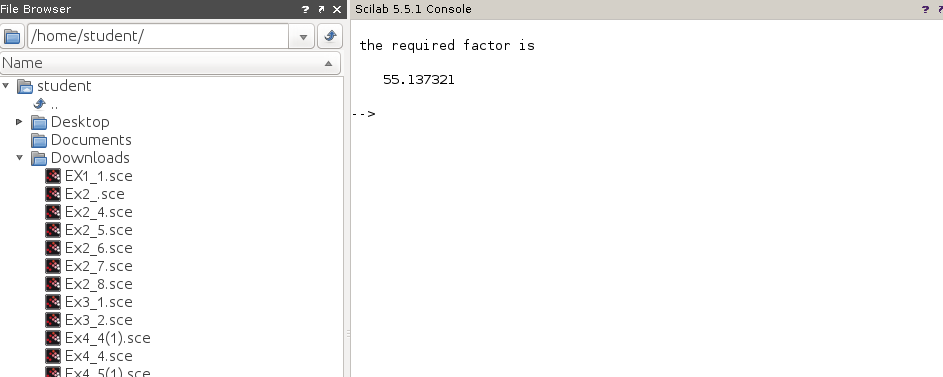 File Browser ? ↗ ✕
/home/student/
Name
student
..
Desktop
Documents
Downloads
EX1_1.sce
Ex2_.sce
Ex2_4.sce
Ex2_5.sce
Ex2_6.sce
Ex2_7.sce
Ex2_8.sce
Ex3_1.sce
Ex3_2.sce
Ex4_4(1).sce
Ex4_4.sce
Ex4_5(1).sce
Scilab 5.5.1 Console ?
the required factor is
55.137321
-->